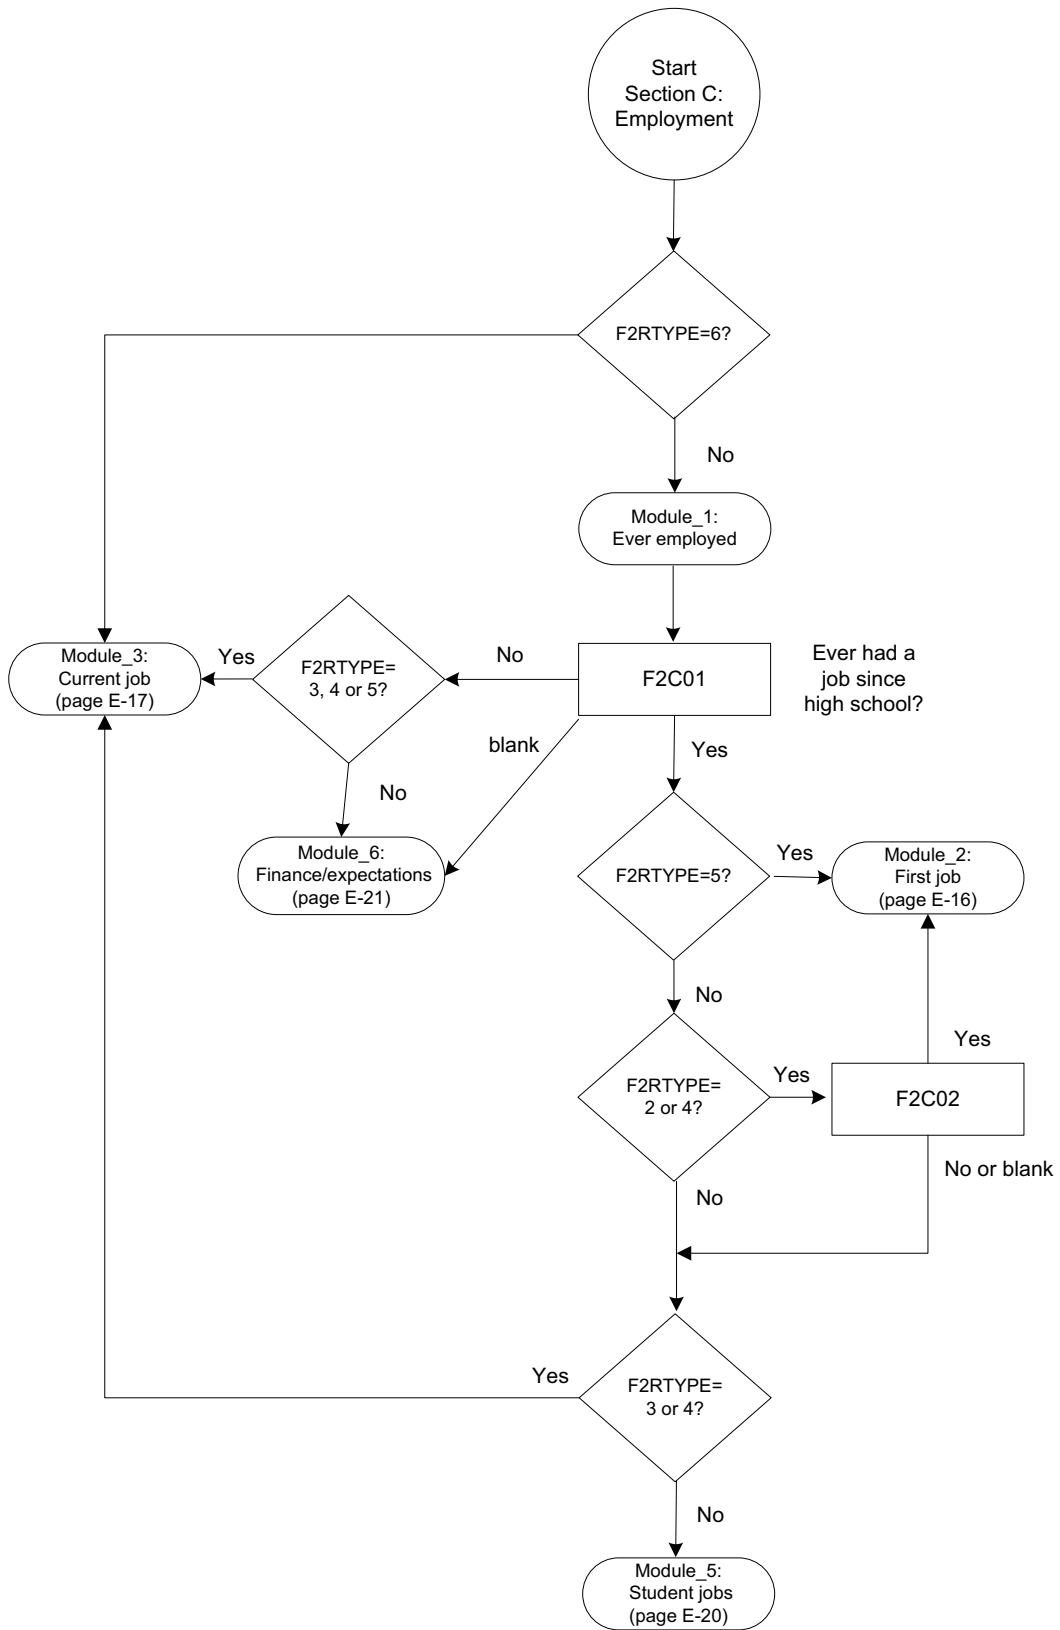 Start
Section C:
Employment
F2RTYPE=6?
No
Module_1:
Ever employed
Module_3:
Current job
(page E-17)
Yes
F2RTYPE=
3, 4 or 5?
No
F2C01
Ever had a
job since
high school?
blank
Yes
No
Module_6:
Finance/expectations
(page E-21)
F2RTYPE=5?
Yes
Module_2:
First job
(page E-16)
No
Yes
F2RTYPE=
2 or 4?
Yes
F2C02
No or blank
No
Yes
F2RTYPE=
3 or 4?
No
Module_5:
Student jobs
(page E-20)